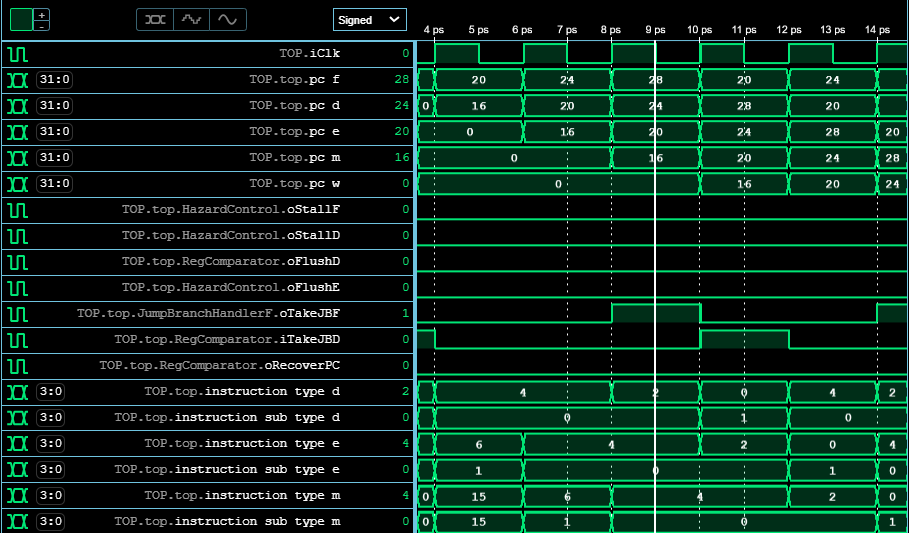 +
-
Signed
4 ps 5 ps 6 ps 7 ps 8 ps 9 ps 10 ps 11 ps 12 ps 13 ps 14 ps
TOP.iClk 0
31:0 TOP.top.pc f 28 20 24 28 20 24
31:0 TOP.top.pc d 24 0 16 20 24 28 20
31:0 TOP.top.pc e 20 0 16 20 24 28 20
31:0 TOP.top.pc m 16 0 16 20 24 28
31:0 TOP.top.pc w 0 0 16 20 24
TOP.top.HazardControl.oStallF 0
TOP.top.HazardControl.oStallD 0
TOP.top.RegComparator.oFlushD 0
TOP.top.HazardControl.oFlushE 0
TOP.top.JumpBranchHandlerF.oTakeJBF 1
TOP.top.RegComparator.iTakeJBD 0
TOP.top.RegComparator.oRecoverPC 0
3:0 TOP.top.instruction type d 2 4 2 0 4 2
3:0 TOP.top.instruction sub type d 0 0 1 0
3:0 TOP.top.instruction type e 4 6 4 2 0 4
3:0 TOP.top.instruction sub type e 0 1 0 1 0
3:0 TOP.top.instruction type m 4 0 15 6 4 2 0
3:0 TOP.top.instruction sub type m 0 0 15 1 0 1